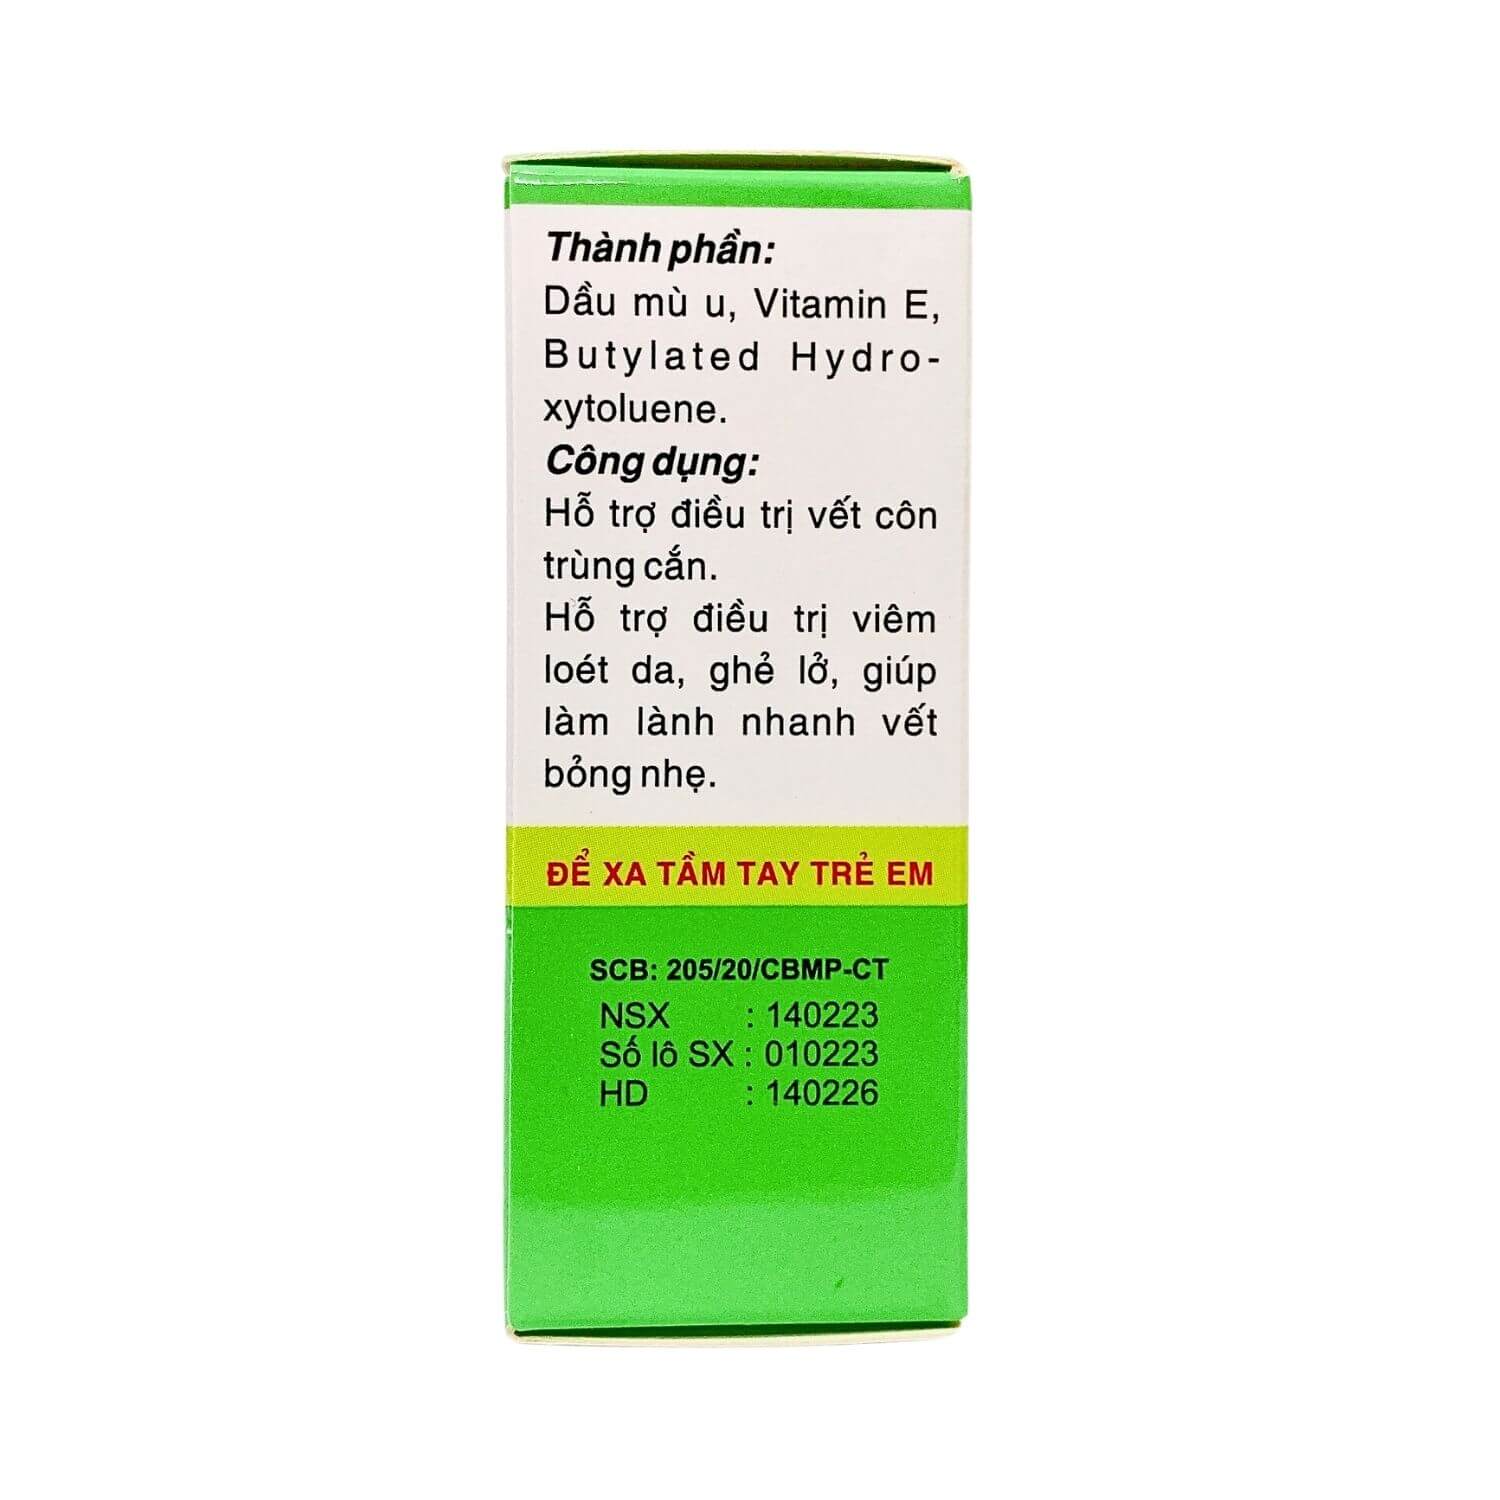 Thành phần:
Dầu mù u, Vitamin E,
Butylated Hydro-
xytoluene.
Công dụng:
Hỗ trợ điều trị vết côn
trùng cắn.
Hỗ trợ điều trị viêm
loét da, ghẻ lở, giúp
làm lành nhanh vết
bỏng nhẹ.
ĐỂ XA TẦM TAY TRẺ EM
SCB: 205/20/CBMP-CT
NSX : 140223
Số lô SX : 010223
HD : 140226